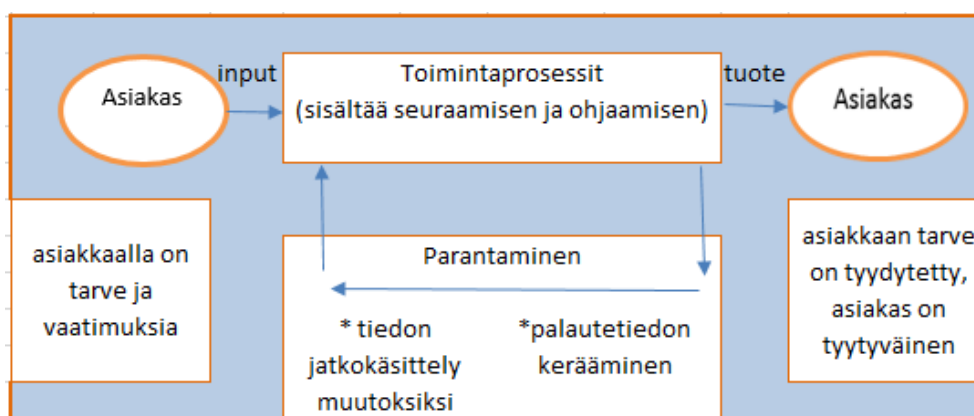 Asiakas
input
Toimintaprosessit
(sisältää seuraamisen ja ohjaamisen)
tuote
Asiakas
asiakkaalla on
tarve ja
vaatimuksia
Parantaminen
* tiedon
jatkokäsittely
muutoksiksi
*palautetiedon
kerääminen
asiakkaan tarve
on tyydytetty,
asiakas on
tyytyväinen